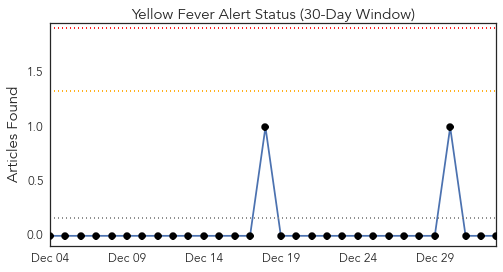 Yellow Fever Alert Status (30-Day Window)
Articles Found
1.5
1.0
0.5
0.0
Dec 04 Dec 09 Dec 14 Dec 19 Dec 24 Dec 29